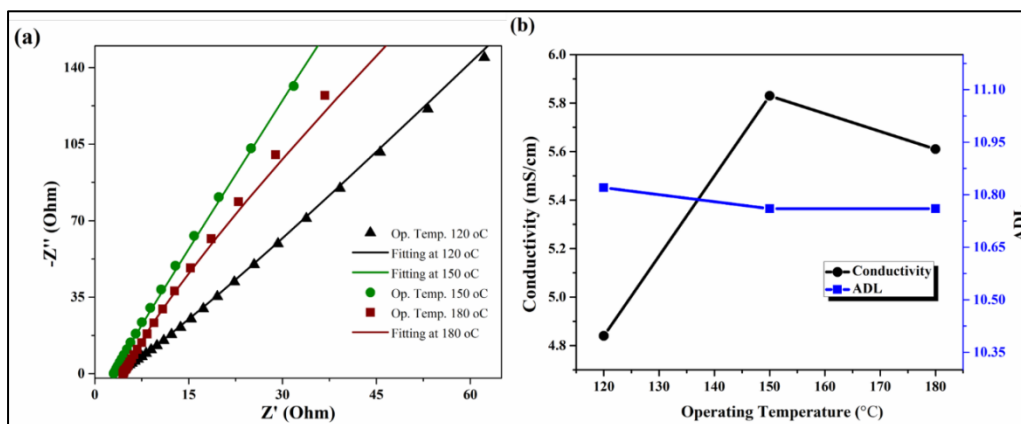 (a)
140
105
70
35
0
-Z'' (Ohm)
0
15
30
45
60
Z' (Ohm)
Op. Temp. 120 oC
Fitting at 120 oC
Fitting at 150 oC
Op. Temp. 150 oC
Op. Temp. 180 oC
Fitting at 180 oC
(b)
6.0
5.8
5.6
5.4
5.2
5.0
4.8
Conductivity (mS/cm)
120
130
140
150
160
170
180
Operating Temperature (°C)
Conductivity
ADL
11.10
10.95
10.80
10.65
10.50
10.35
ADL